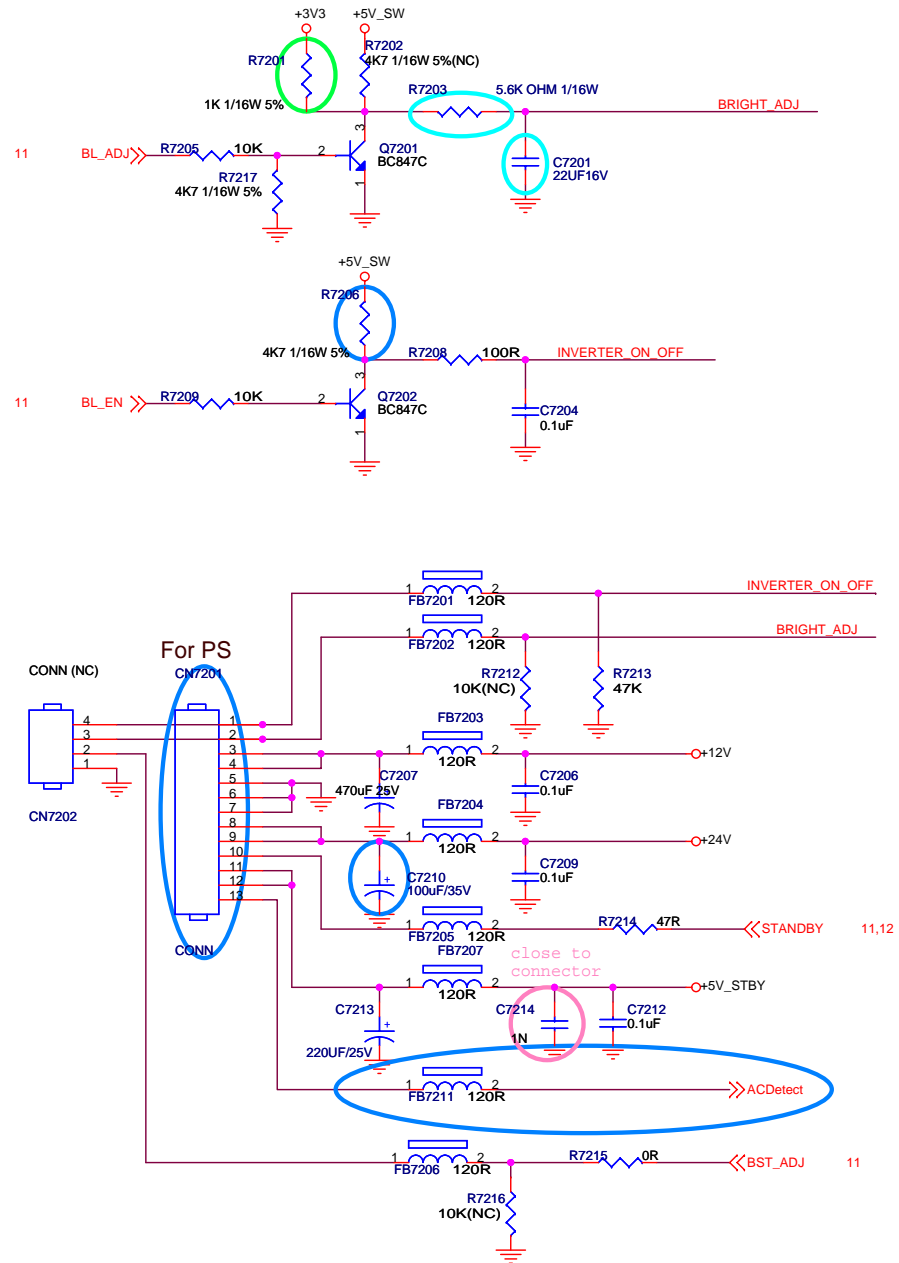 +3V3
+5V_SW
R7202
4K7 1/16W 5%(NC)
R7201
1K 1/16W 5%
R7203
5.6K OHM 1/16W
BRIGHT_ADJ
3
11
BL_ADJ
R7205
10K
2
Q7201
BC847C
C7201
22UF16V
R7217
4K7 1/16W 5%
1
+5V_SW
R7206
4K7 1/16W 5%
R7208
100R
INVERTER_ON_OFF
3
11
BL_EN
R7209
10K
2
Q7202
BC847C
C7204
0.1uF
1
1
2
INVERTER_ON_OFF
FB7201
120R
1
2
BRIGHT_ADJ
FB7202
120R
For PS
CONN (NC)
CN7201
R7212
10K(NC)
R7213
47K
4
3
2
1
CN7202
1
2
3
4
5
6
7
8
9
10
11
12
13
CONN
FB7203
1
2
+12V
120R
C7207
470uF 25V
C7206
0.1uF
FB7204
1
2
+24V
120R
+
C7210
100uF/35V
C7209
0.1uF
1
2
FB7205
120R
R7214
47R
STANDBY
11,12
FB7207
close to
connector
1
2
+5V_STBY
120R
C7213
+
220UF/25V
C7214
1N
C7212
0.1uF
1
2
FB7211
120R
ACDetect
1
2
FB7206
120R
R7215
0R
BST_ADJ
11
R7216
10K(NC)